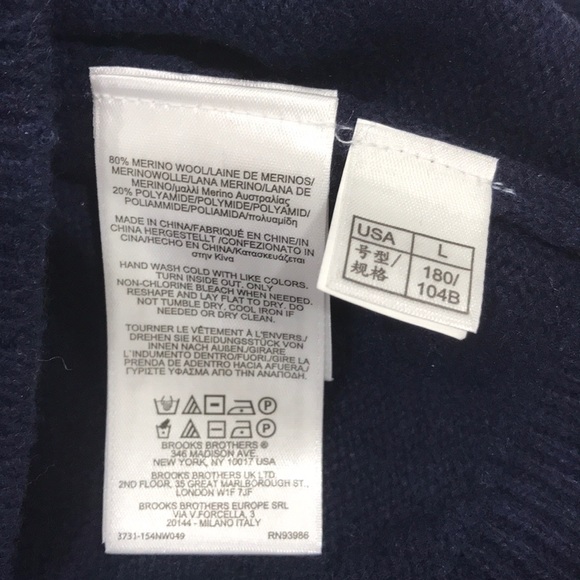 80% MERINO WOOL/LAINE DE MERINOS/
MERINOWOLLE/LANA MERINO/LANA DE
MERINO/μαλλί Merino Αυστραλίας
20% POLYAMIDE/POLYMIDE/POLYAMID/
POLIAMMIDE/POLIAMIDA/πολυαμίδη
MADE IN CHINA/FABRIQUÉ EN CHINE/IN
CHINA HERGESTELLT /CONFEZIONATO IN
CINA/HECHO EN CHINA/Κατασκευάζεται
στην Κίνα
HAND WASH COLD WITH LIKE COLORS.
TURN INSIDE OUT. ONLY
NON-CHLORINE BLEACH WHEN NEEDED.
RESHAPE AND LAY FLAT TO DRY. DO
NOT TUMBLE DRY. COOL IRON IF
NEEDED OR DRY CLEAN.
TOURNER LE VÊTEMENT À L'ENVERS./
DREHEN SIE KLEIDUNGSSTÜCK VON
INNEN NACH AUßEN/GIRARE
L'INDUMENTO DENTRO/FUORI/GIRE LA
PRENDA DE ADENTRO HACIA AFUERA/
ΓΥΡΙΣΤΕ ΥΦΑΣΜΑ ΑΠΟ ΤΗΝ ΑΝΑΠΟΔΗ.
BROOKS BROTHERS ®
346 MADISON AVE.
NEW YORK, NY 10017 USA
BROOKS BROTHERS UK LTD
2ND FLOOR, 35 GREAT MARLBOROUGH ST.,
LONDON W1F 7JF
BROOKS BROTHERS EUROPE SRL
VIA V.FORCELLA, 3
20144 - MILANO ITALY
3731-154NW049 RN93986
USA L
号型/ 180/
规格 104B